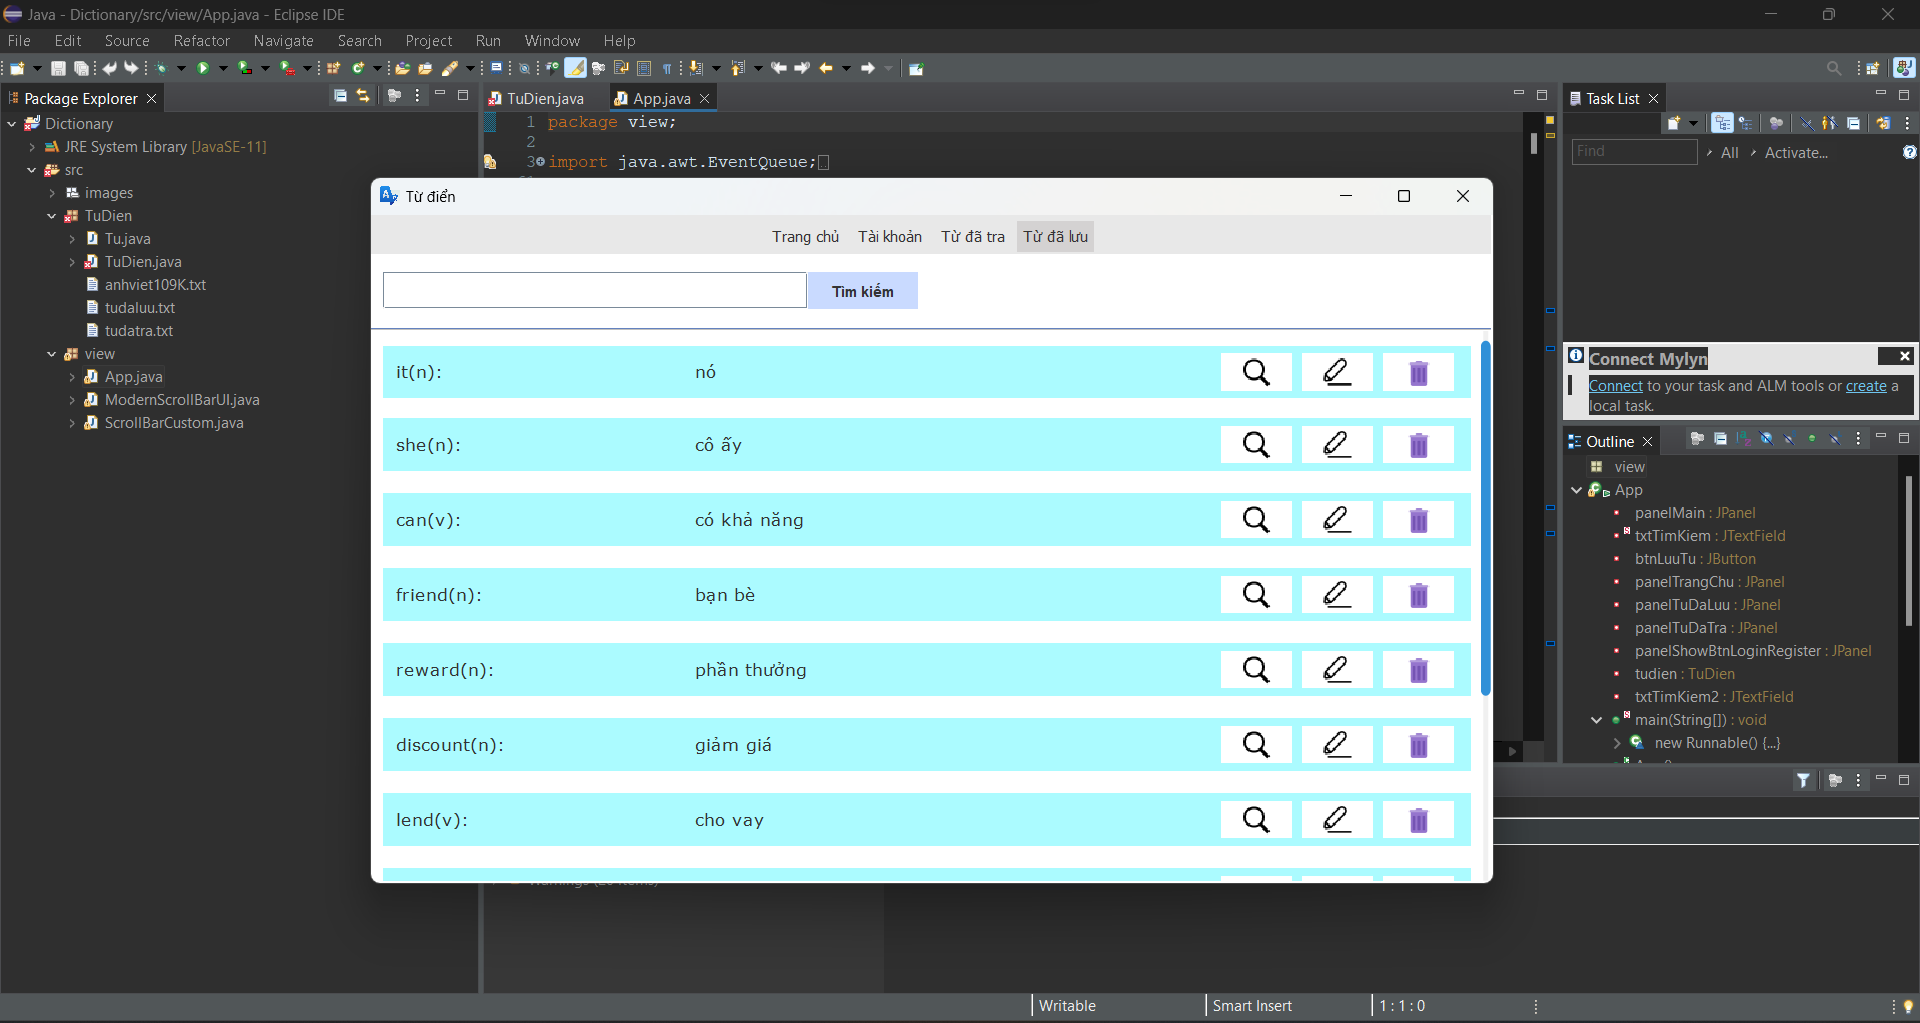 Java - Dictionary/src/view/App.java - Eclipse IDE
File Edit Source Refactor Navigate Search Project Run Window Help
Package Explorer
Dictionary
JRE System Library [JavaSE-11]
src
images
TuDien
Tu.java
TuDien.java
anhviet109K.txt
tudaluu.txt
tudatra.txt
view
App.java
ModernScrollBarUI.java
ScrollBarCustom.java
TuDien.java App.java
1 package view;
2
3 import java.awt.EventQueue;
Từ điển
Trang chủ Tài khoản Từ đã tra Từ đã lưu
Tìm kiếm
it(n): nó
she(n): cô ấy
can(v): có khả năng
friend(n): bạn bè
reward(n): phần thưởng
discount(n): giảm giá
lend(v): cho vay
Task List
Find All Activate...
Connect Mylyn
Connect to your task and ALM tools or create a
local task.
Outline
view
App
panelMain : JPanel
txtTimKiem : JTextField
btnLuuTu : JButton
panelTrangChu : JPanel
panelTuDaLuu : JPanel
panelTuDaTra : JPanel
panelShowBtnLoginRegister : JPanel
tudien : TuDien
txtTimKiem2 : JTextField
main(String[]) : void
new Runnable() {...}
Writable Smart Insert 1 : 1 : 0